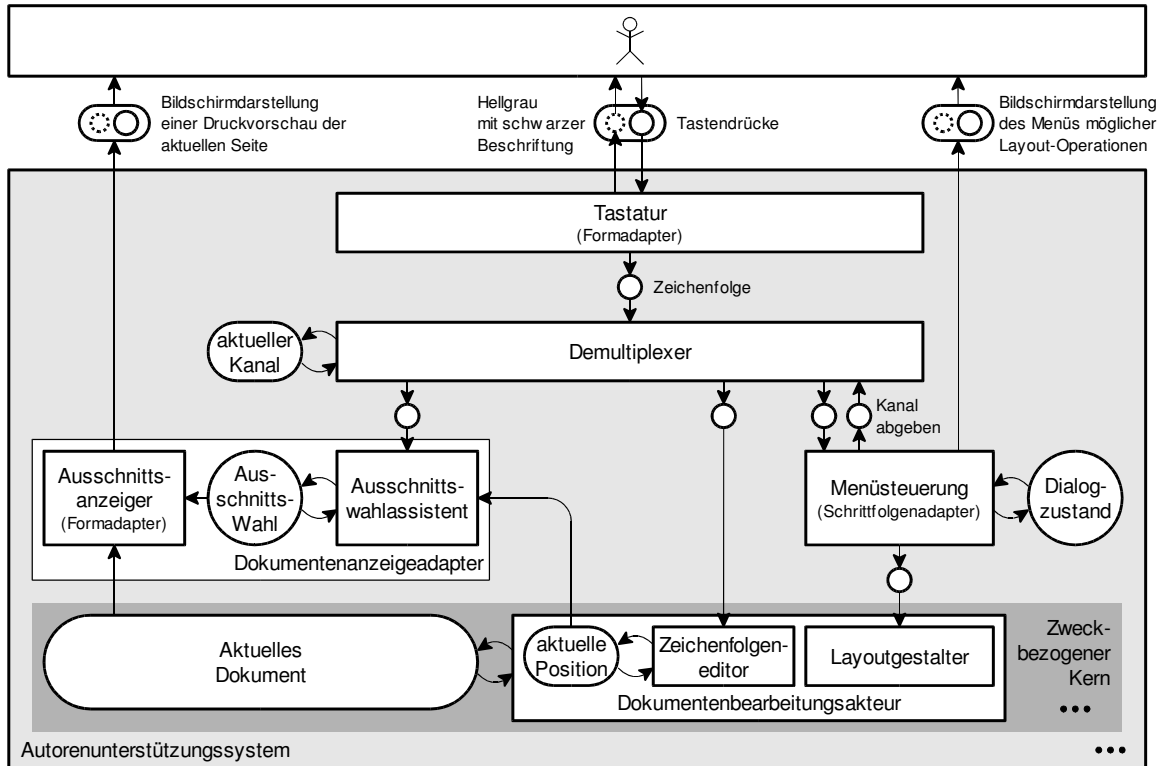 Bildschirmdarstellung
einer Druckvorschau der
aktuellen Seite
Hellgrau
mit schwarzer
Beschriftung
Tastendrücke
Bildschirmdarstellung
des Menüs möglicher
Layout-Operationen
Tastatur
(Formadapter)
Zeichenfolge
aktueller
Kanal
Demultiplexer
Kanal
abgeben
Ausschnitts-
anzeiger
(Formadapter)
Aus-
schnitts-
Wahl
Ausschnitts-
wahlassistent
Menüsteuerung
(Schrittfolgenadapter)
Dialog-
zustand
Dokumentenanzeigeadapter
Aktuelles
Dokument
aktuelle
Position
Zeichenfolgen-
editor
Layoutgestalter
Dokumentenbearbeitungsakteur
Zweck-
bezogener
Kern
Autorenunterstützungssystem